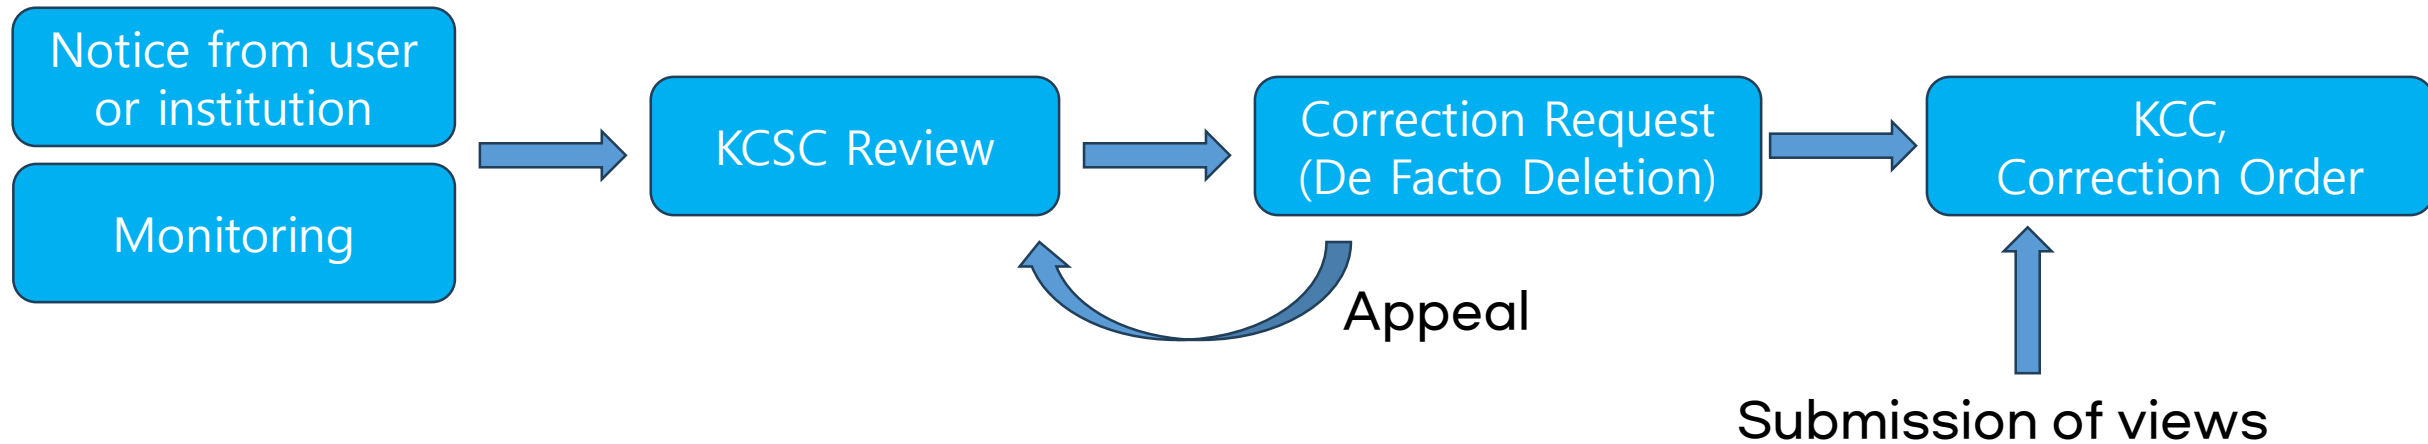 Notice from user
or institution
Monitoring
KCSC Review
Correction Request
(De Facto Deletion)
KCC,
Correction Order
Appeal
Submission of views